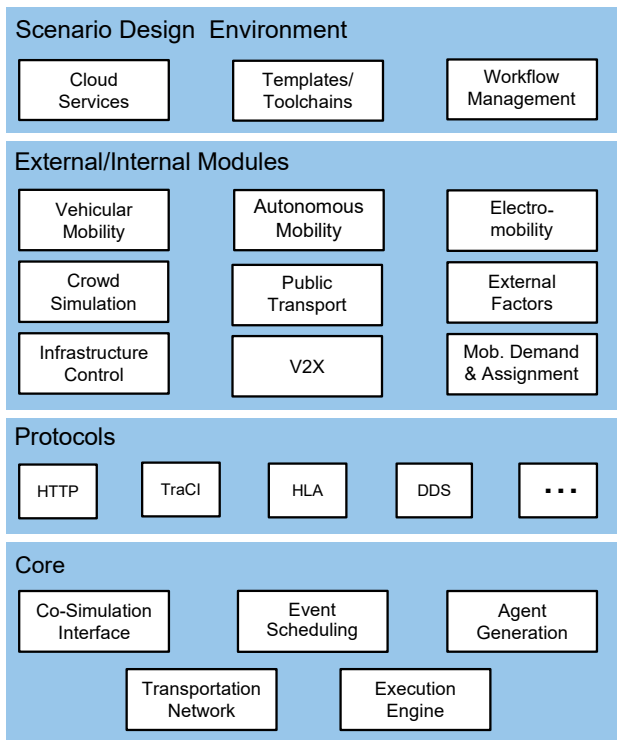 Scenario Design Environment
Cloud
Services
Templates/
Toolchains
Workflow
Management
External/Internal Modules
Vehicular
Mobility
Autonomous
Mobility
Electro-
mobility
Crowd
Simulation
Public
Transport
External
Factors
Infrastructure
Control
V2X
Mob. Demand
& Assignment
Protocols
HTTP
TraCI
HLA
DDS
...
Core
Co-Simulation
Interface
Event
Scheduling
Agent
Generation
Transportation
Network
Execution
Engine